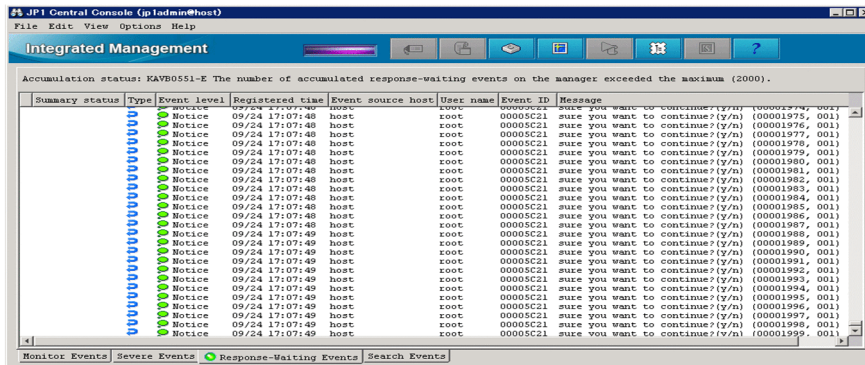 JP1 Central Console (jp1admin@host)
File Edit View Options Help
Integrated Management
Accumulation status: KAVB0551-E The number of accumulated response-waiting events on the manager exceeded the maximum (2000).
Summary status Type Event level Registered time Event source host User name Event ID Message
Notice 09/24 17:07:48 host root 00005C21 sure you want to continue?(y/n) (00001974, 001)
Notice 09/24 17:07:48 host root 00005C21 sure you want to continue?(y/n) (00001975, 001)
Notice 09/24 17:07:48 host root 00005C21 sure you want to continue?(y/n) (00001976, 001)
Notice 09/24 17:07:48 host root 00005C21 sure you want to continue?(y/n) (00001977, 001)
Notice 09/24 17:07:48 host root 00005C21 sure you want to continue?(y/n) (00001978, 001)
Notice 09/24 17:07:48 host root 00005C21 sure you want to continue?(y/n) (00001979, 001)
Notice 09/24 17:07:48 host root 00005C21 sure you want to continue?(y/n) (00001980, 001)
Notice 09/24 17:07:48 host root 00005C21 sure you want to continue?(y/n) (00001981, 001)
Notice 09/24 17:07:48 host root 00005C21 sure you want to continue?(y/n) (00001982, 001)
Notice 09/24 17:07:48 host root 00005C21 sure you want to continue?(y/n) (00001983, 001)
Notice 09/24 17:07:48 host root 00005C21 sure you want to continue?(y/n) (00001984, 001)
Notice 09/24 17:07:48 host root 00005C21 sure you want to continue?(y/n) (00001985, 001)
Notice 09/24 17:07:48 host root 00005C21 sure you want to continue?(y/n) (00001986, 001)
Notice 09/24 17:07:48 host root 00005C21 sure you want to continue?(y/n) (00001987, 001)
Notice 09/24 17:07:49 host root 00005C21 sure you want to continue?(y/n) (00001988, 001)
Notice 09/24 17:07:49 host root 00005C21 sure you want to continue?(y/n) (00001989, 001)
Notice 09/24 17:07:49 host root 00005C21 sure you want to continue?(y/n) (00001990, 001)
Notice 09/24 17:07:49 host root 00005C21 sure you want to continue?(y/n) (00001991, 001)
Notice 09/24 17:07:49 host root 00005C21 sure you want to continue?(y/n) (00001992, 001)
Notice 09/24 17:07:49 host root 00005C21 sure you want to continue?(y/n) (00001993, 001)
Notice 09/24 17:07:49 host root 00005C21 sure you want to continue?(y/n) (00001994, 001)
Notice 09/24 17:07:49 host root 00005C21 sure you want to continue?(y/n) (00001995, 001)
Notice 09/24 17:07:49 host root 00005C21 sure you want to continue?(y/n) (00001996, 001)
Notice 09/24 17:07:49 host root 00005C21 sure you want to continue?(y/n) (00001997, 001)
Notice 09/24 17:07:49 host root 00005C21 sure you want to continue?(y/n) (00001998, 001)
Notice 09/24 17:07:49 host root 00005C21 sure you want to continue?(y/n) (00001999, 001)
Monitor Events Severe Events Response-Waiting Events Search Events